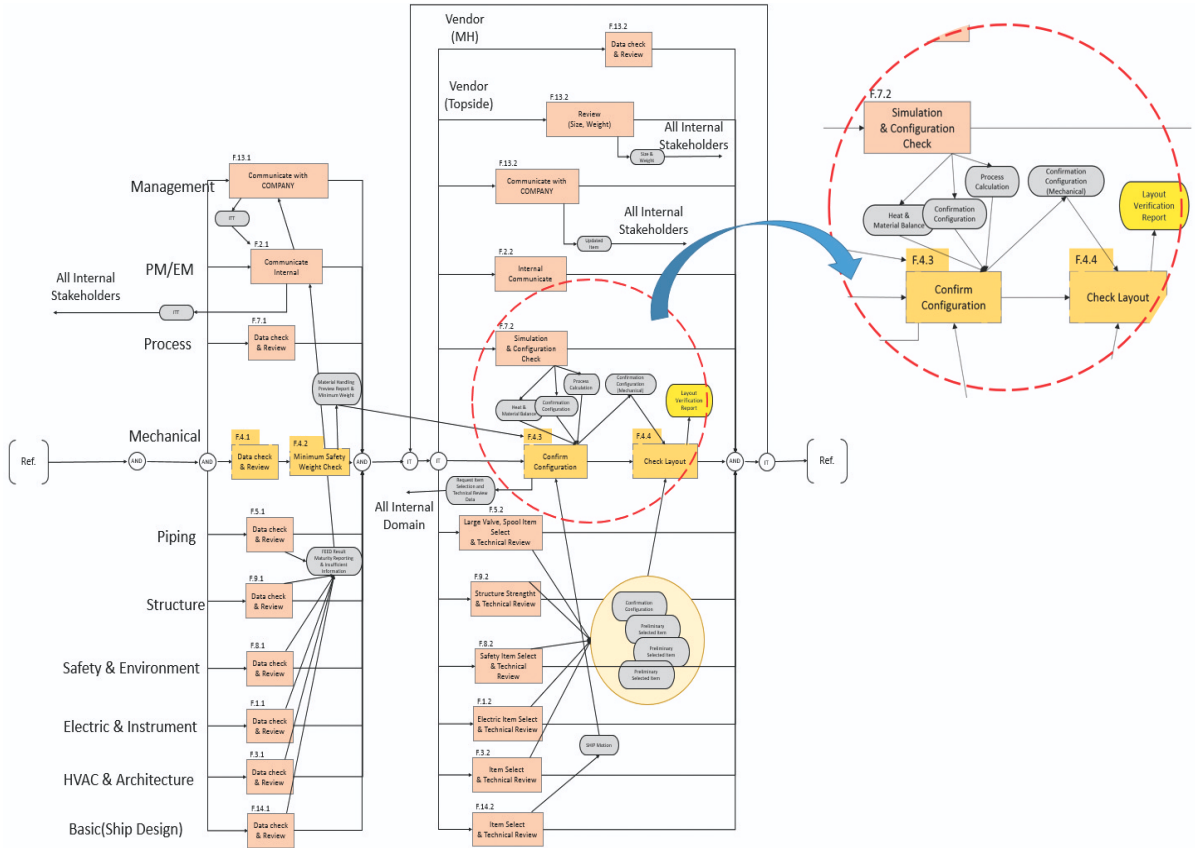 Vendor
(MH)
F.13.2
Data check
& Review
Vendor
(Topside)
F.13.2
Review
(Size, Weight)
All Internal
Stakeholders
Size &
Weight
F.13.1
Management
Communicate with
COMPANY
ITT
F.13.2
Communicate with
COMPANY
All Internal
Stakeholders
Updated
Item
F.2.1
PM/EM
Communicate
Internal
All Internal
Stakeholders
ITT
F.2.2
Internal
Communicate
F.7.1
Process
Data check
& Review
Material Handling
Preview Report &
Minimum Weight
F.7.2
Simulation
& Configuration
Check
Process
Calculation
Confirmation
Configuration
(Mechanical)
Heat &
Material Balance
Confirmation
Configuration
Layout
Verification
Report
Mechanical
Ref.
AND
AND
F.4.1
Data check
& Review
F.4.2
Minimum Safety
Weight Check
AND
IT
IT
F.4.3
Confirm
Configuration
F.4.4
Check Layout
AND
IT
Ref.
Request Item
Selection and
Technical Review
Data
All Internal
Domain
F.5.1
Piping
Data check
& Review
FEED Result
Maturity Reporting
& Insufficient
Information
F.5.2
Large Valve, Spool Item
Select
& Technical Review
F.9.1
Structure
Data check
& Review
F.9.2
Structure Strenght
& Technical Review
Confirmation
Configuration
Preliminary
Selected Item
Preliminary
Selected Item
Preliminary
Selected Item
F.8.1
Safety & Environment
Data check
& Review
F.8.2
Safety Item Select
& Technical
Review
F.1.1
Electric & Instrument
Data check
& Review
F.1.2
Electric Item Select
& Technical Review
SHIP Motion
F.3.1
HVAC & Architecture
Data check
& Review
F.3.2
Item Select
& Technical Review
F.14.1
Basic(Ship Design)
Data check
& Review
F.14.2
Item Select
& Technical Review
F.7.2
Simulation
& Configuration
Check
Process
Calculation
Confirmation
Configuration
(Mechanical)
Heat &
Material Balance
Confirmation
Configuration
Layout
Verification
Report
F.4.3
Confirm
Configuration
F.4.4
Check Layout